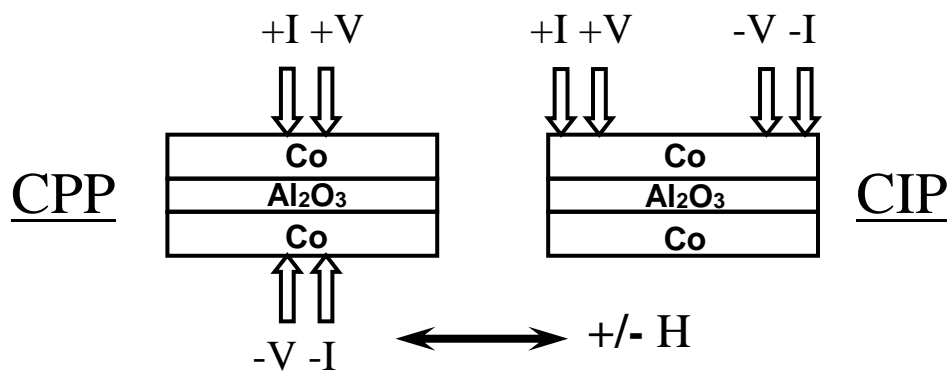 +I +V
+I +V
-V -I
Co
Al₂O₃
Co
CPP
Co
Al₂O₃
Co
CIP
-V -I
+/- H